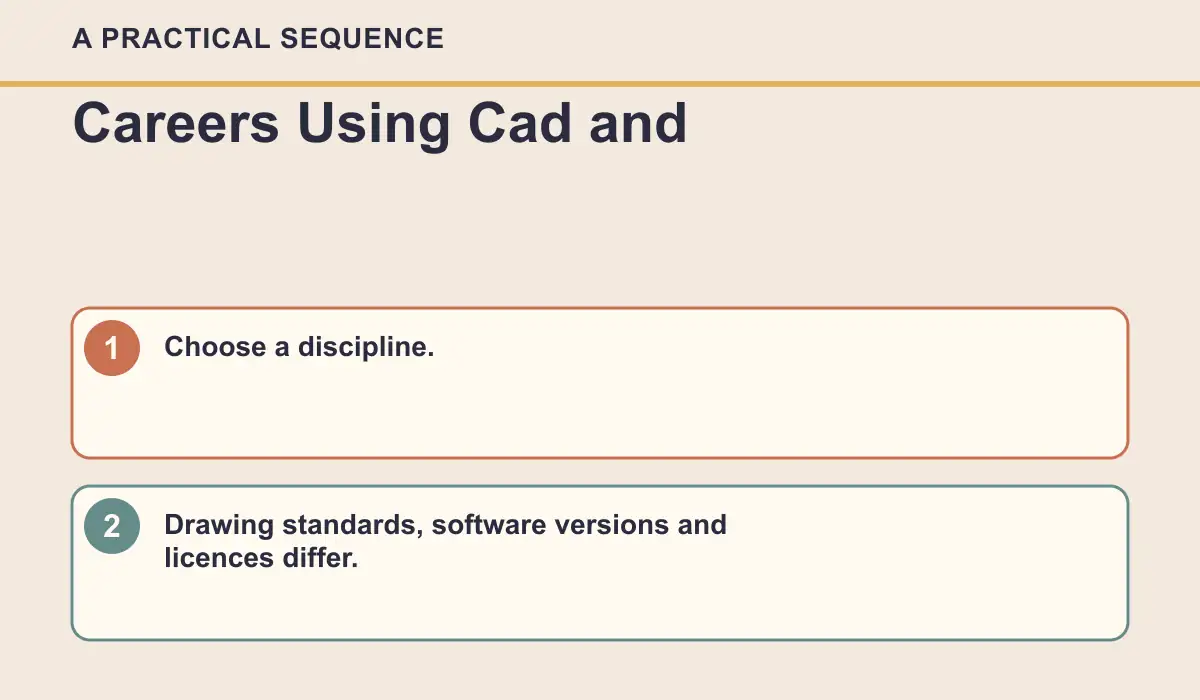 A PRACTICAL SEQUENCE
Careers Using Cad and
1
Choose a discipline.
2
Drawing standards, software versions and
licences differ.